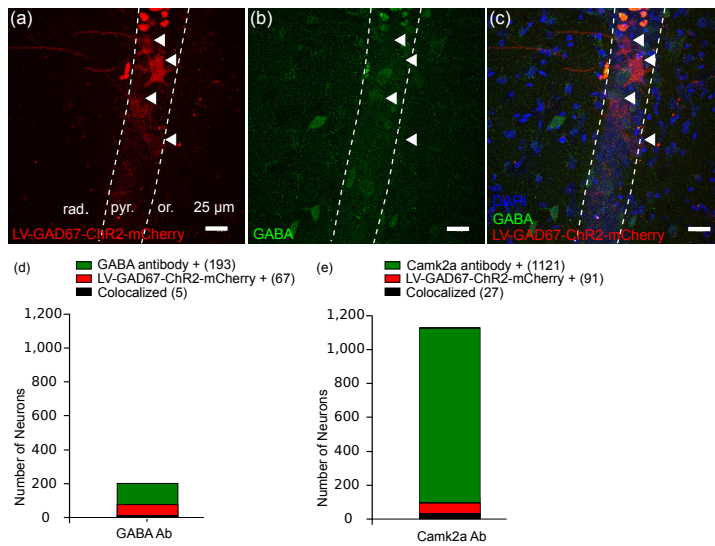 (a)
(b)
(c)
rad. pyr. or. 25 µm
LV-GAD67-ChR2-mCherry
GABA
DAPI
GABA
LV-GAD67-ChR2-mCherry
(d)
GABA antibody + (193)
LV-GAD67-ChR2-mCherry + (67)
Colocalized (5)
1,200
1,000
800
600
400
200
0
Number of Neurons
GABA Ab
(e)
Camk2a antibody + (1121)
LV-GAD67-ChR2-mCherry + (91)
Colocalized (27)
1,200
1,000
800
600
400
200
0
Number of Neurons
Camk2a Ab